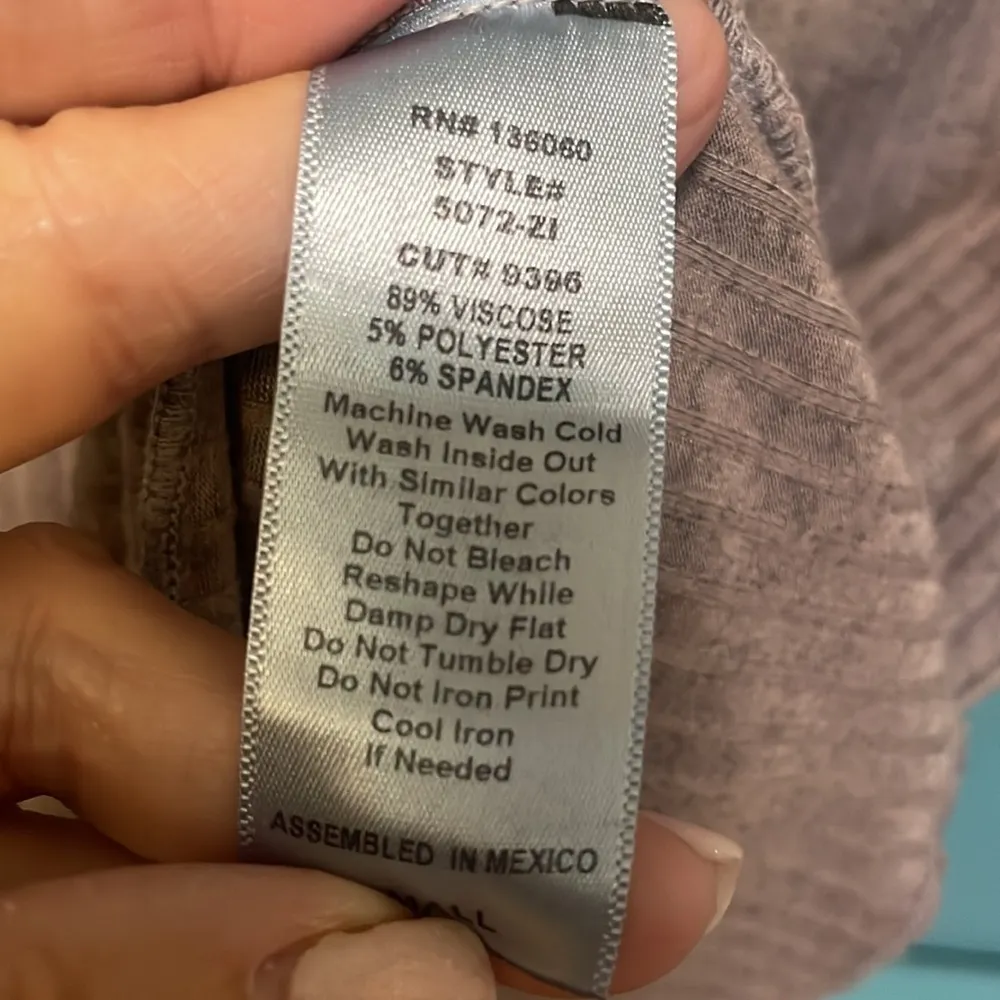 RN# 136060
STYLE#
5072-ZI
CUT# 9396
89% VISCOSE
5% POLYESTER
6% SPANDEX
Machine Wash Cold
Wash Inside Out
With Similar Colors
Together
Do Not Bleach
Reshape While
Damp Dry Flat
Do Not Tumble Dry
Do Not Iron Print
Cool Iron
If Needed
ASSEMBLED IN MEXICO